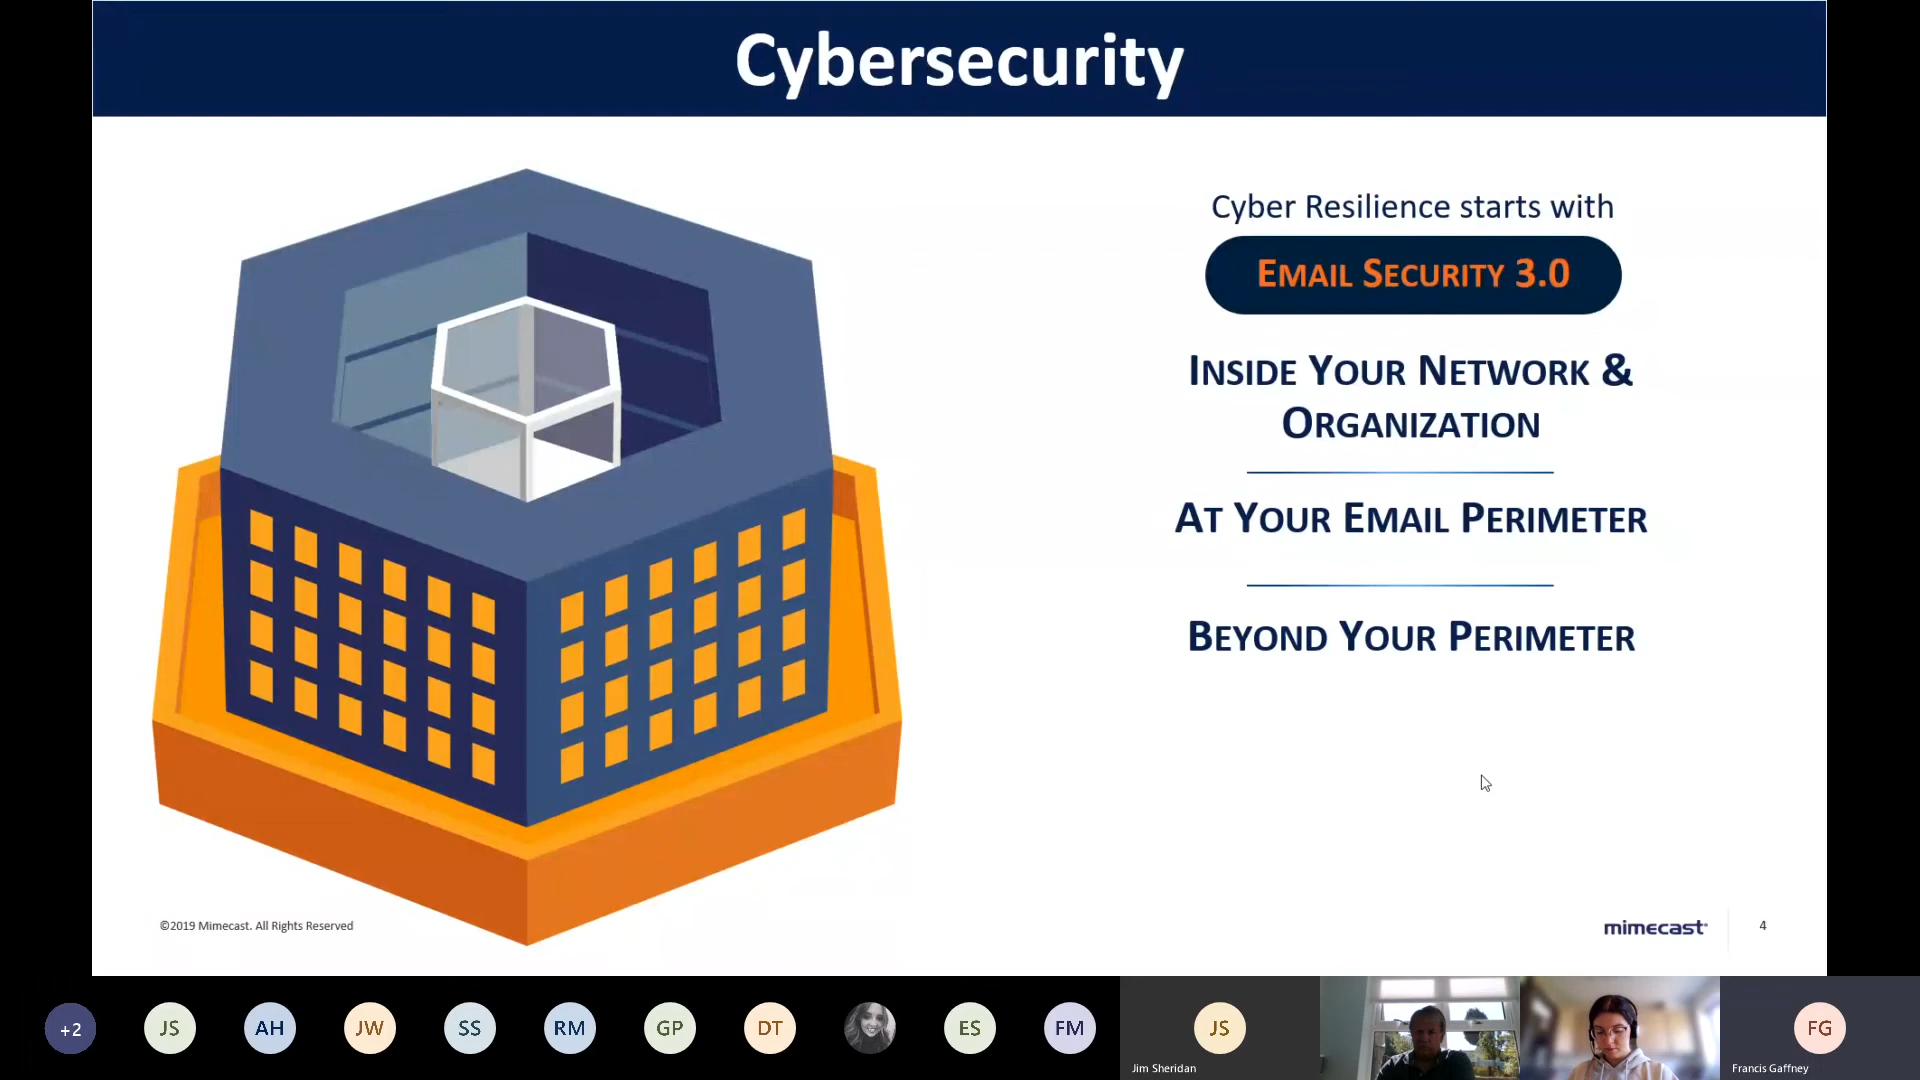 Cybersecurity
Cyber Resilience starts with
EMAIL SECURITY 3.0
INSIDE YOUR NETWORK &
ORGANIZATION
AT YOUR EMAIL PERIMETER
BEYOND YOUR PERIMETER
©2019 Mimecast. All Rights Reserved
mimecast
4
+2
JS
AH
JW
SS
RM
GP
DT
ES
FM
JS
FG
Jim Sheridan
Francis Gaffney